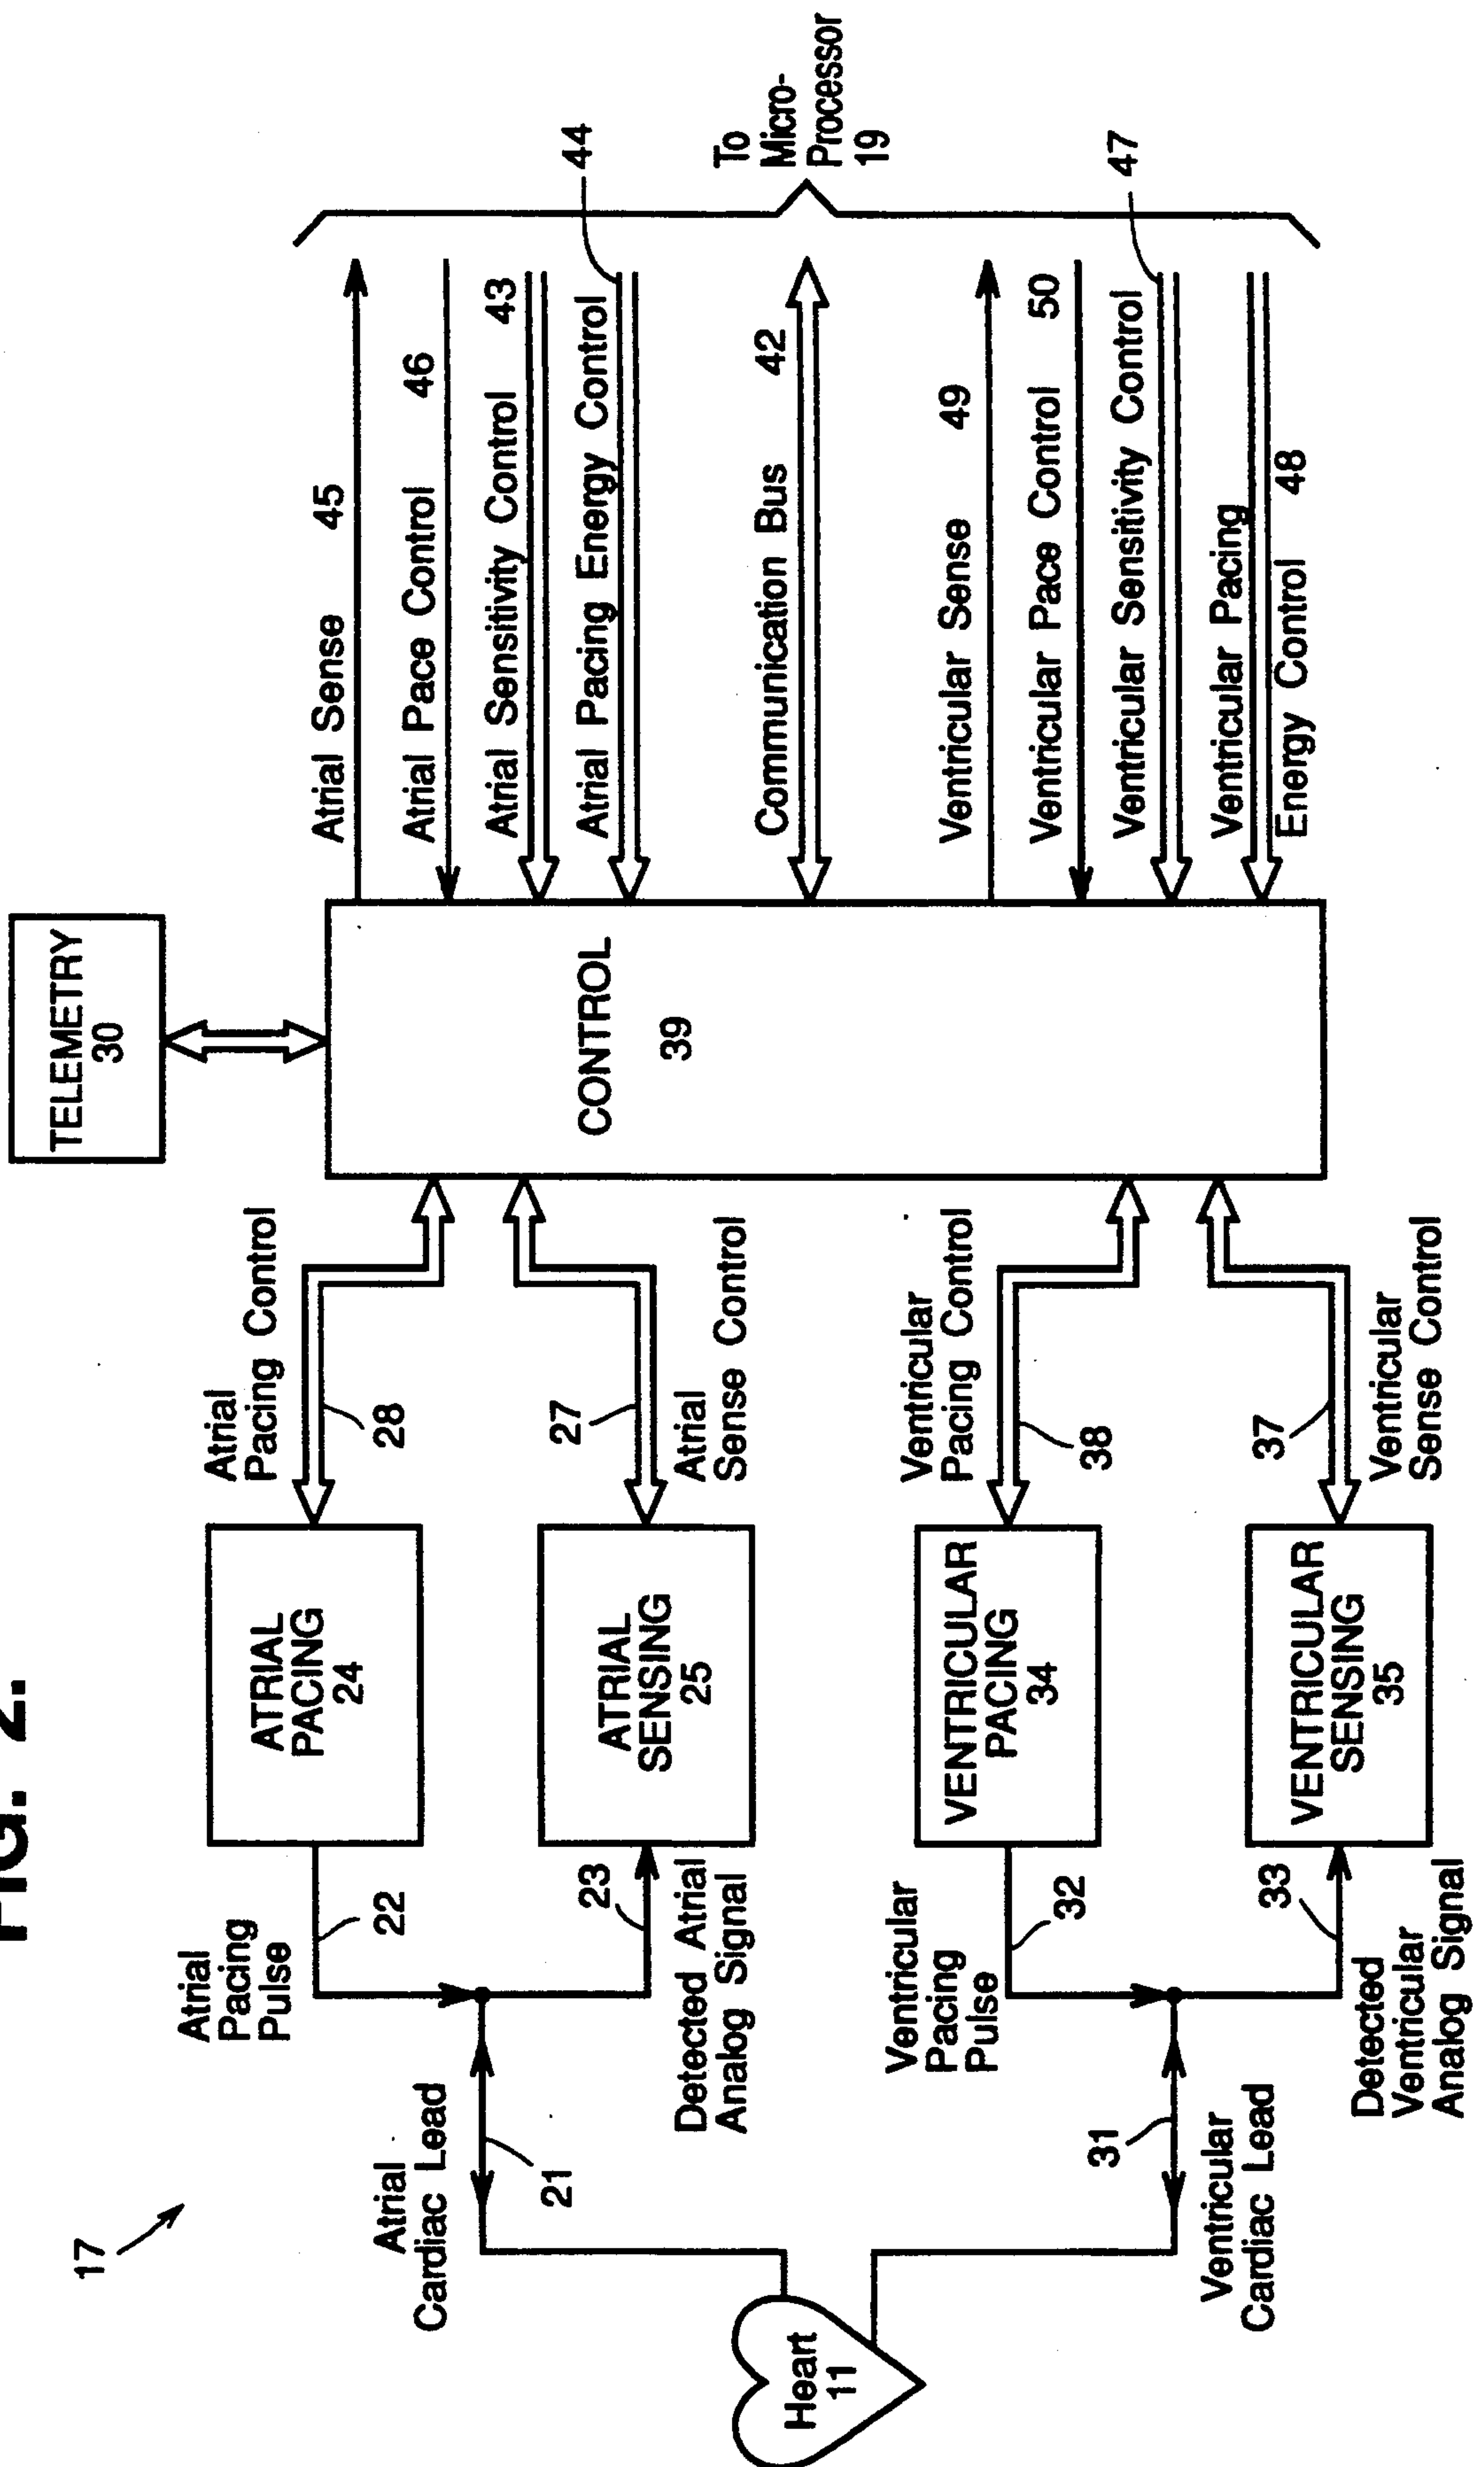 FIG. 2.
17
Heart
11
Atrial
Cardiac Lead
21
Ventricular
Cardiac Lead
31
Atrial
Pacing
Pulse
22
Detected Atrial
Analog Signal
23
Ventricular
Pacing
Pulse
32
Detected
Ventricular
Analog Signal
33
ATRIAL
PACING
24
ATRIAL
SENSING
25
VENTRICULAR
PACING
34
VENTRICULAR
SENSING
35
Atrial
Pacing Control
28
27
Atrial
Sense Control
Ventricular
Pacing Control
38
37
Ventricular
Sense Control
TELEMETRY
30
CONTROL
39
Atrial Sense 45
Atrial Pace Control 46
Atrial Sensitivity Control 43
Atrial Pacing Energy Control
44
Communication Bus 42
Ventricular Sense 49
Ventricular Pace Control 50
Ventricular Sensitivity Control
47
Ventricular Pacing
Energy Control 48
To
Micro-
Processor
19